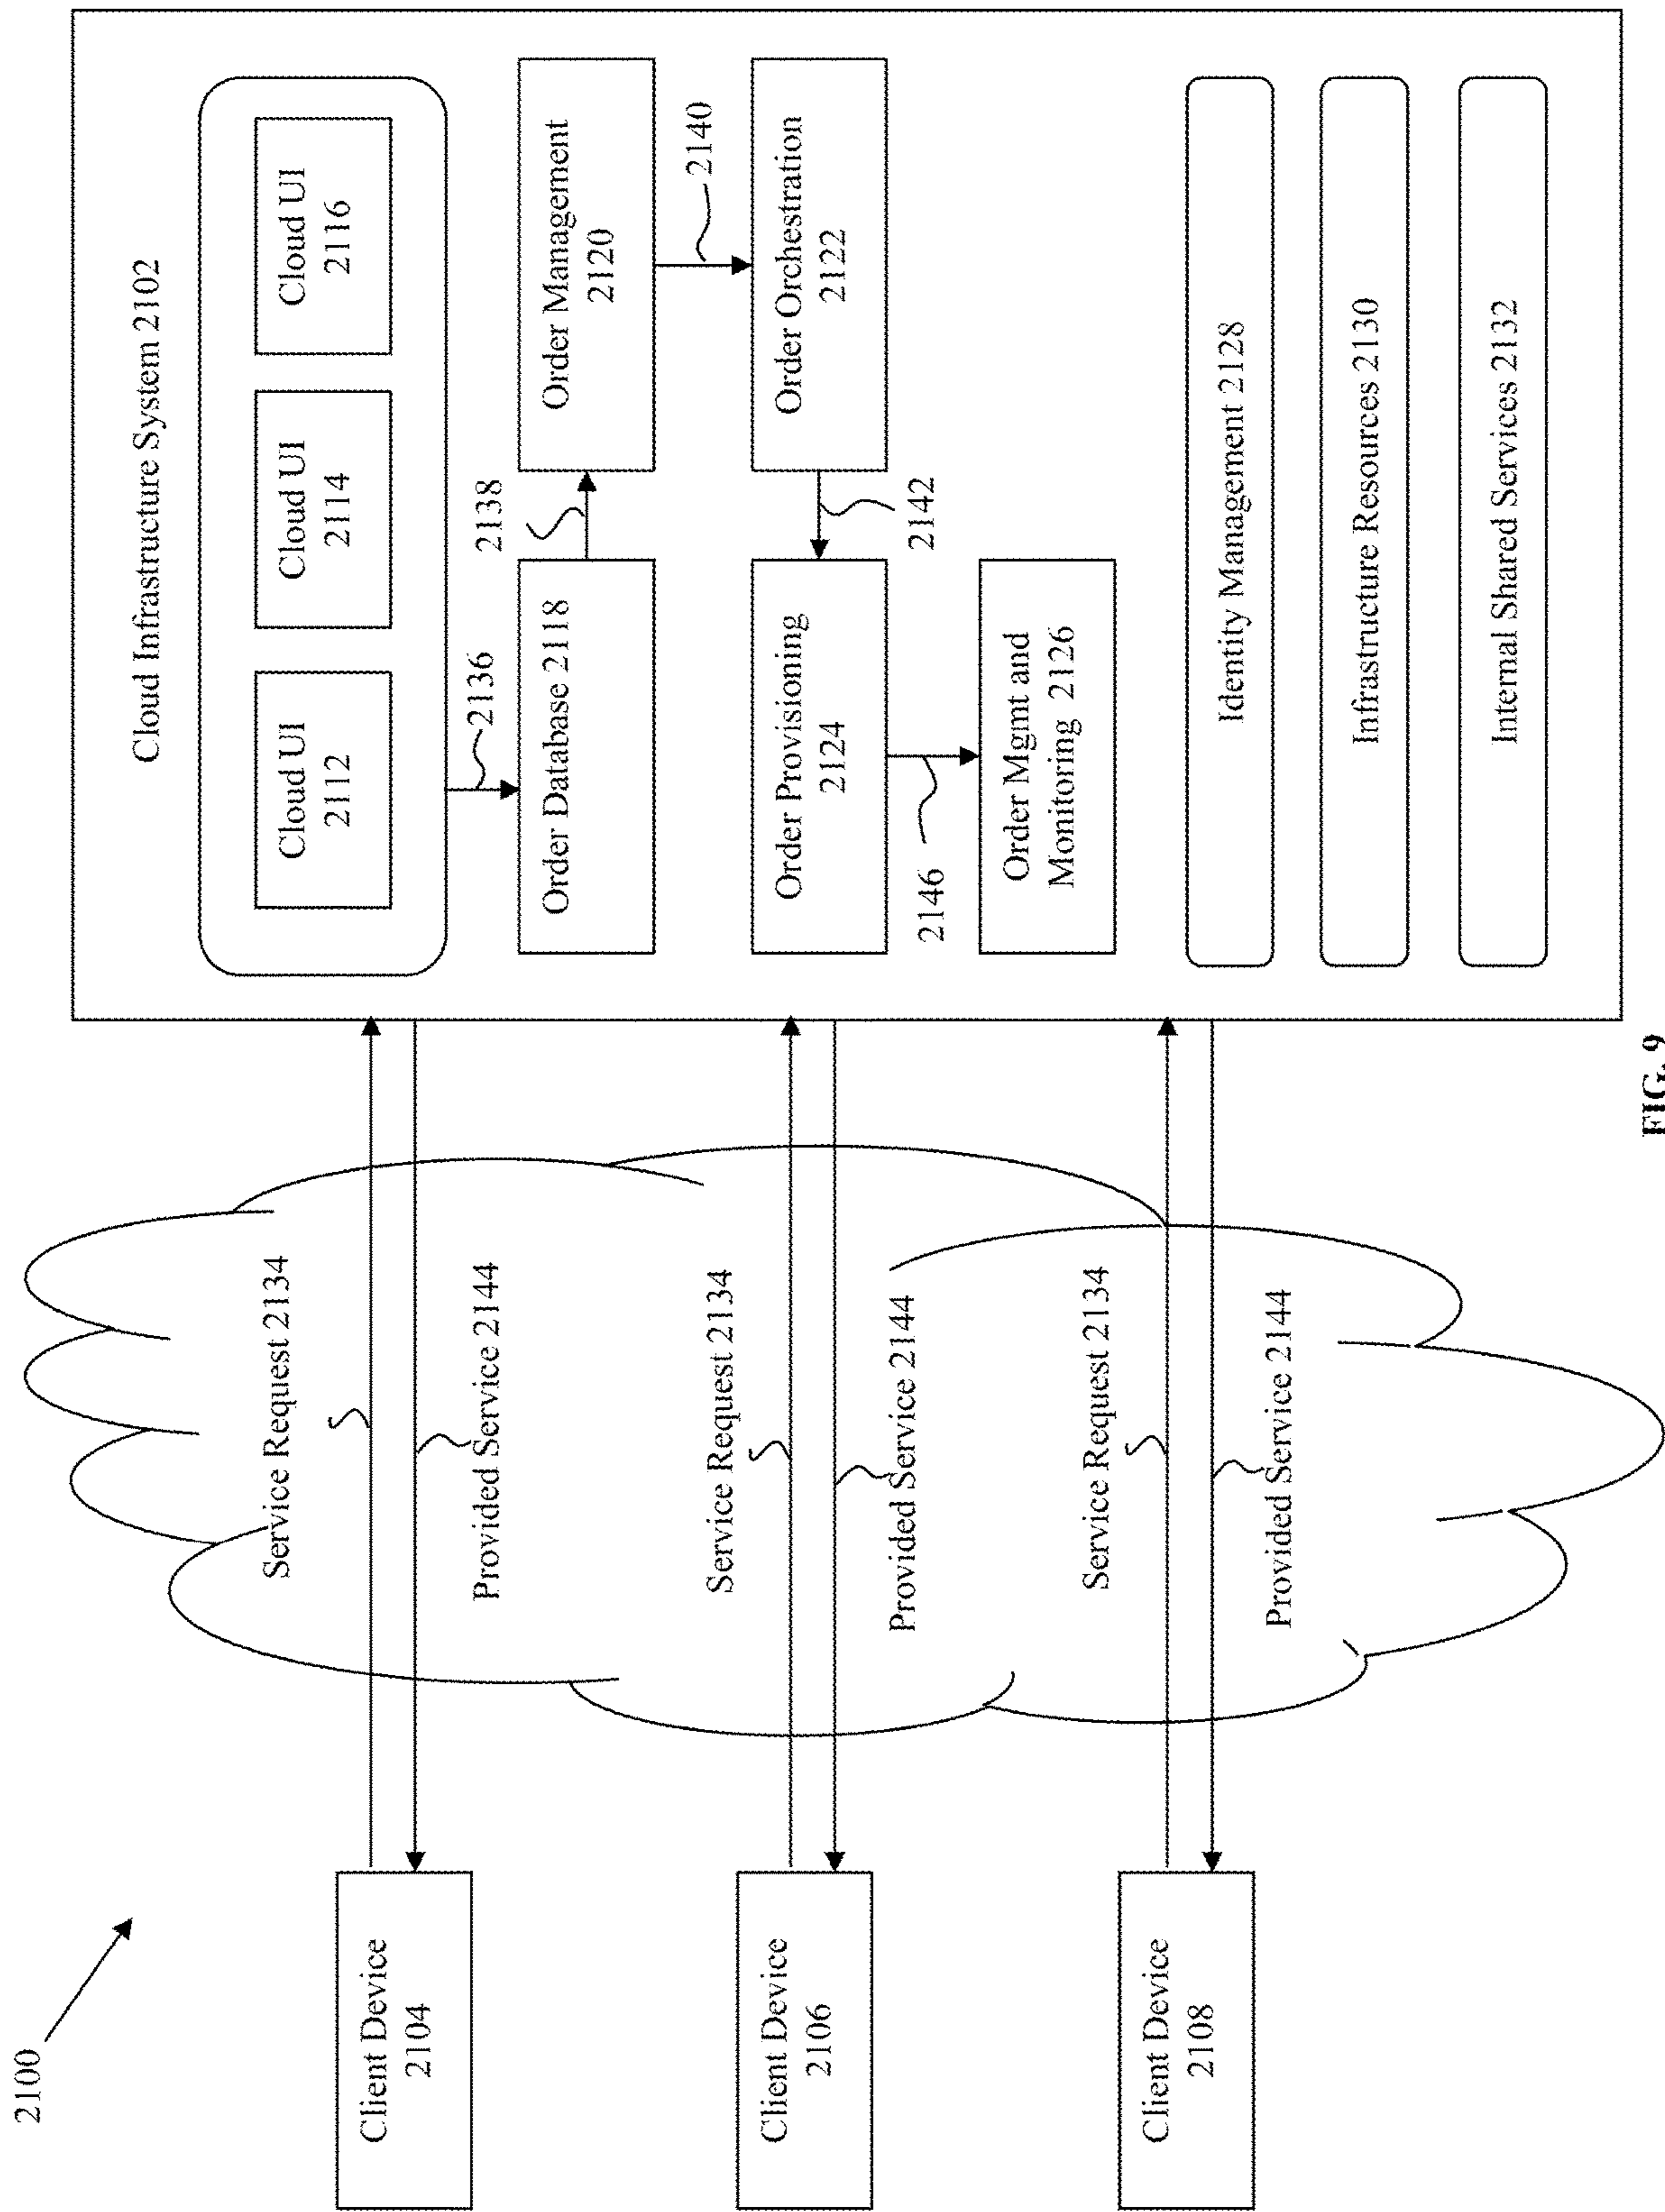 2100
Cloud Infrastructure System 2102
Cloud UI
2112
Cloud UI
2114
Cloud UI
2116
2136
2138
Order Database 2118
Order Management
2120
2140
Order Provisioning
2124
Order Orchestration
2122
2142
2146
Order Mgmt and
Monitoring 2126
Identity Management 2128
Infrastructure Resources 2130
Internal Shared Services 2132
Client Device
2104
Service Request 2134
Provided Service 2144
Client Device
2106
Service Request 2134
Provided Service 2144
Client Device
2108
Service Request 2134
Provided Service 2144
FIG. 9